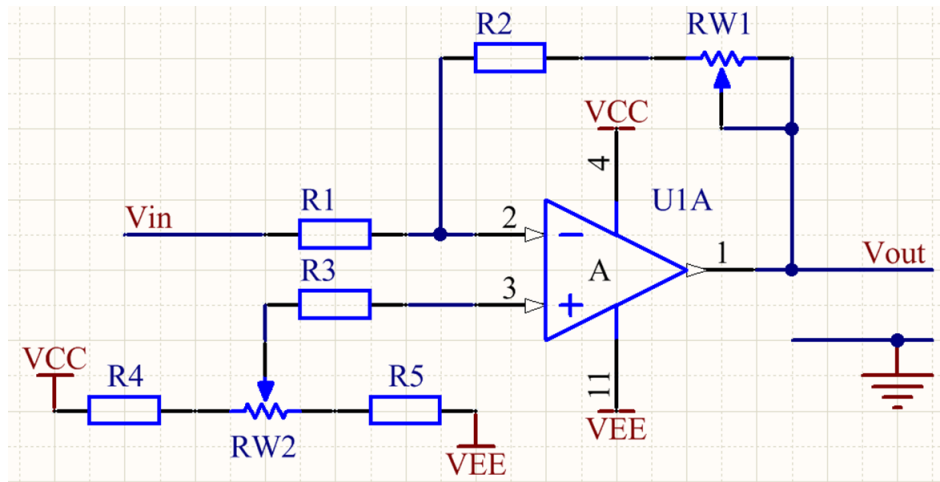 R2
RW1
VCC
4
R1
U1A
Vin
2
−
R3
A
1
Vout
3
+
VCC
R4
R5
11
RW2
VEE
VEE